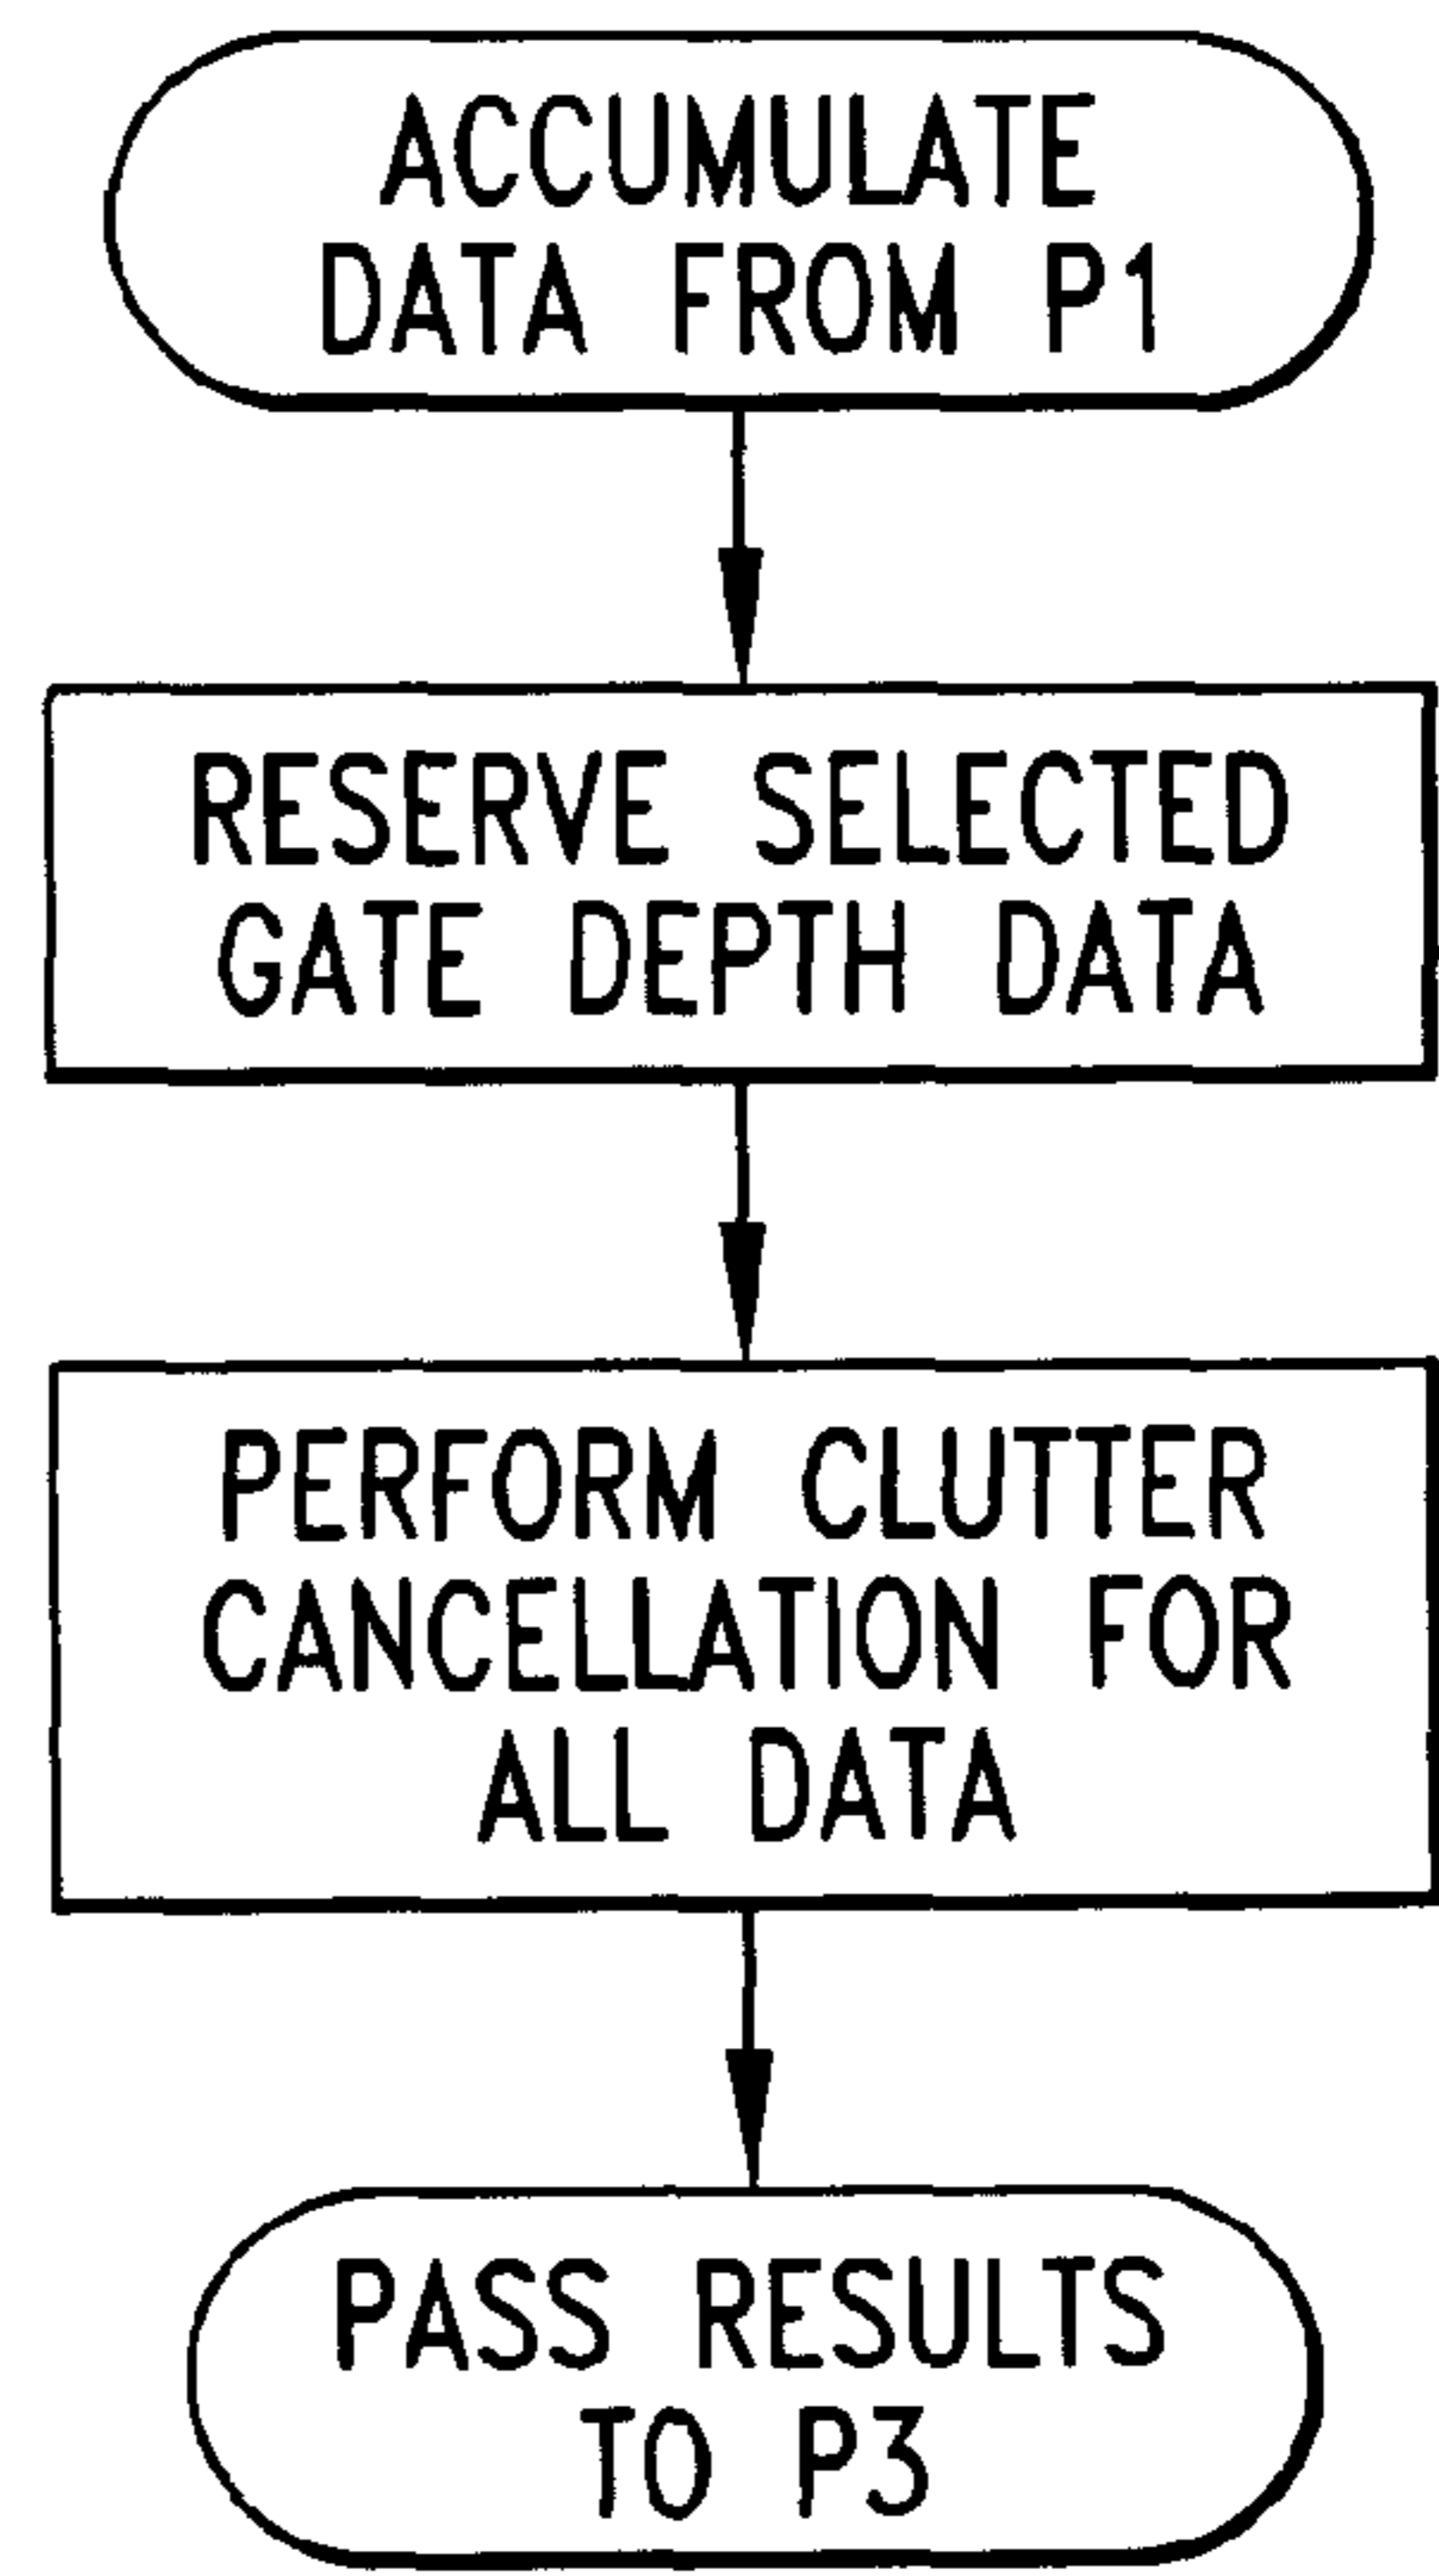 ACCUMULATE
DATA FROM P1
RESERVE SELECTED
GATE DEPTH DATA
PERFORM CLUTTER
CANCELLATION FOR
ALL DATA
PASS RESULTS
TO P3